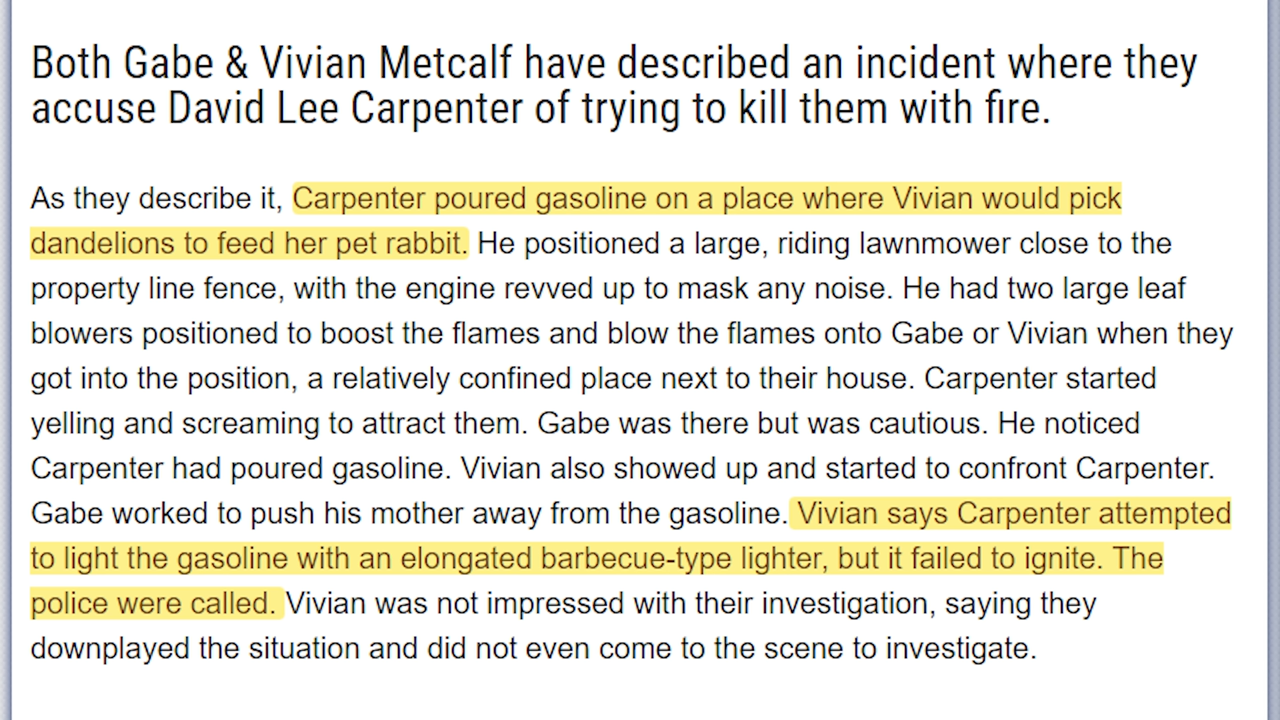 Both Gabe & Vivian Metcalf have described an incident where they
accuse David Lee Carpenter of trying to kill them with fire.
As they describe it, Carpenter poured gasoline on a place where Vivian would pick
dandelions to feed her pet rabbit. He positioned a large, riding lawnmower close to the
property line fence, with the engine revved up to mask any noise. He had two large leaf
blowers positioned to boost the flames and blow the flames onto Gabe or Vivian when they
got into the position, a relatively confined place next to their house. Carpenter started
yelling and screaming to attract them. Gabe was there but was cautious. He noticed
Carpenter had poured gasoline. Vivian also showed up and started to confront Carpenter.
Gabe worked to push his mother away from the gasoline. Vivian says Carpenter attempted
to light the gasoline with an elongated barbecue-type lighter, but it failed to ignite. The
police were called. Vivian was not impressed with their investigation, saying they
downplayed the situation and did not even come to the scene to investigate.